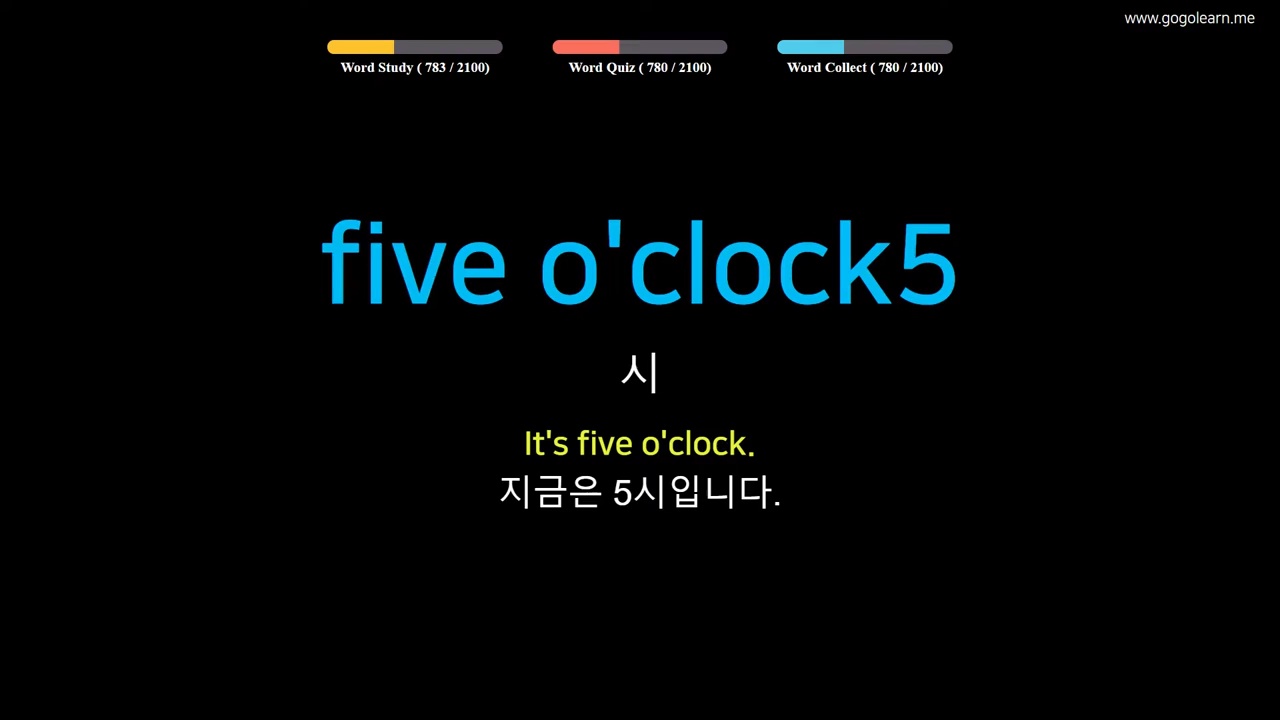 www.gogolearn.me
Word Study ( 783 / 2100)
Word Quiz ( 780 / 2100)
Word Collect ( 780 / 2100)
five o'clock5
시
It's five o'clock.
지금은 5시입니다.